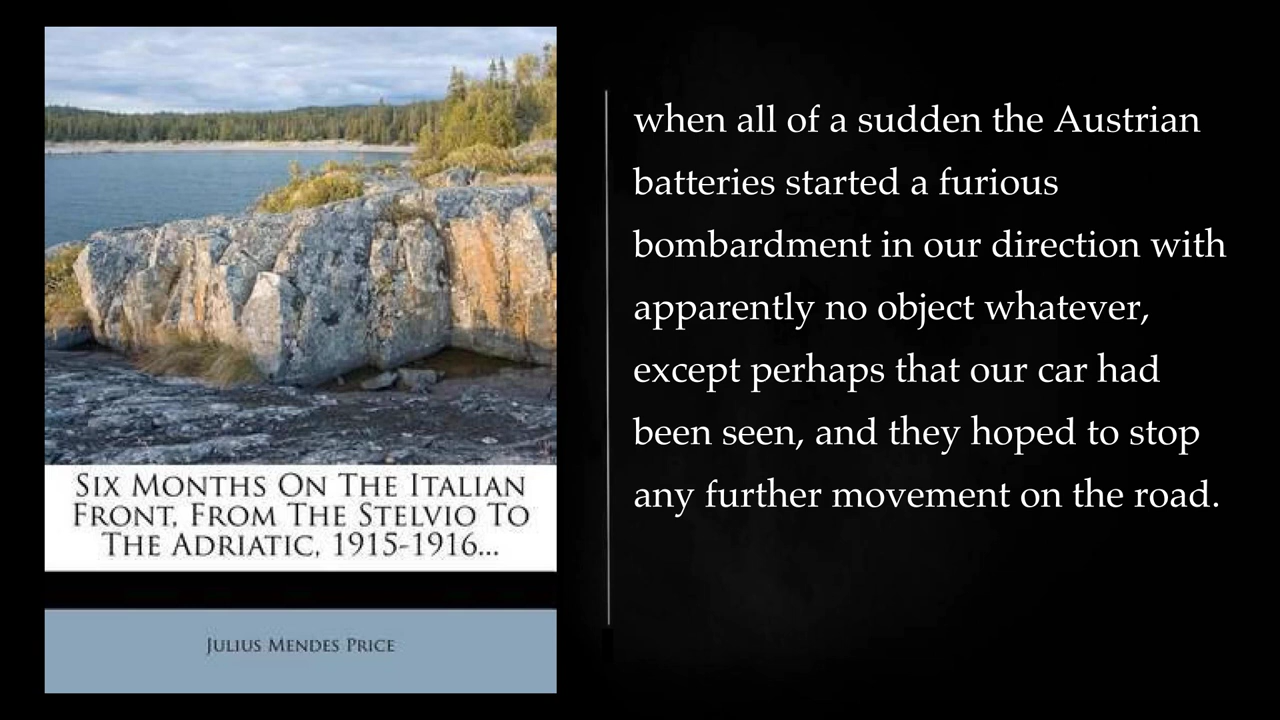 Six Months On The Italian
Front, From The Stelvio To
The Adriatic, 1915-1916...
Julius Mendes Price
when all of a sudden the Austrian
batteries started a furious
bombardment in our direction with
apparently no object whatever,
except perhaps that our car had
been seen, and they hoped to stop
any further movement on the road.